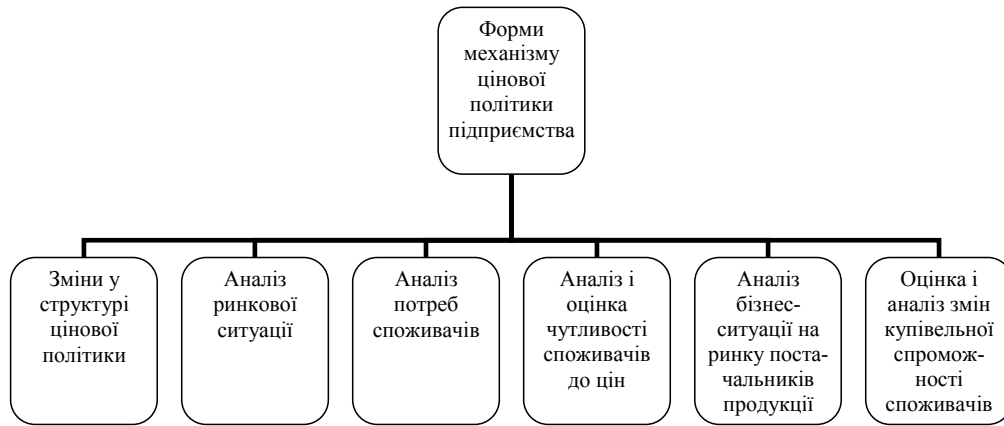 Форми
механізму
цінової
політики
підприємства
Зміни у
структурі
цінової
політики
Аналіз
ринкової
ситуації
Аналіз
потреб
споживачів
Аналіз і
оцінка
чутливості
споживачів
до цін
Аналіз
бізнес-
ситуації на
ринку поста-
чальників
продукції
Оцінка і
аналіз змін
купівельної
спромож-
ності
споживачів